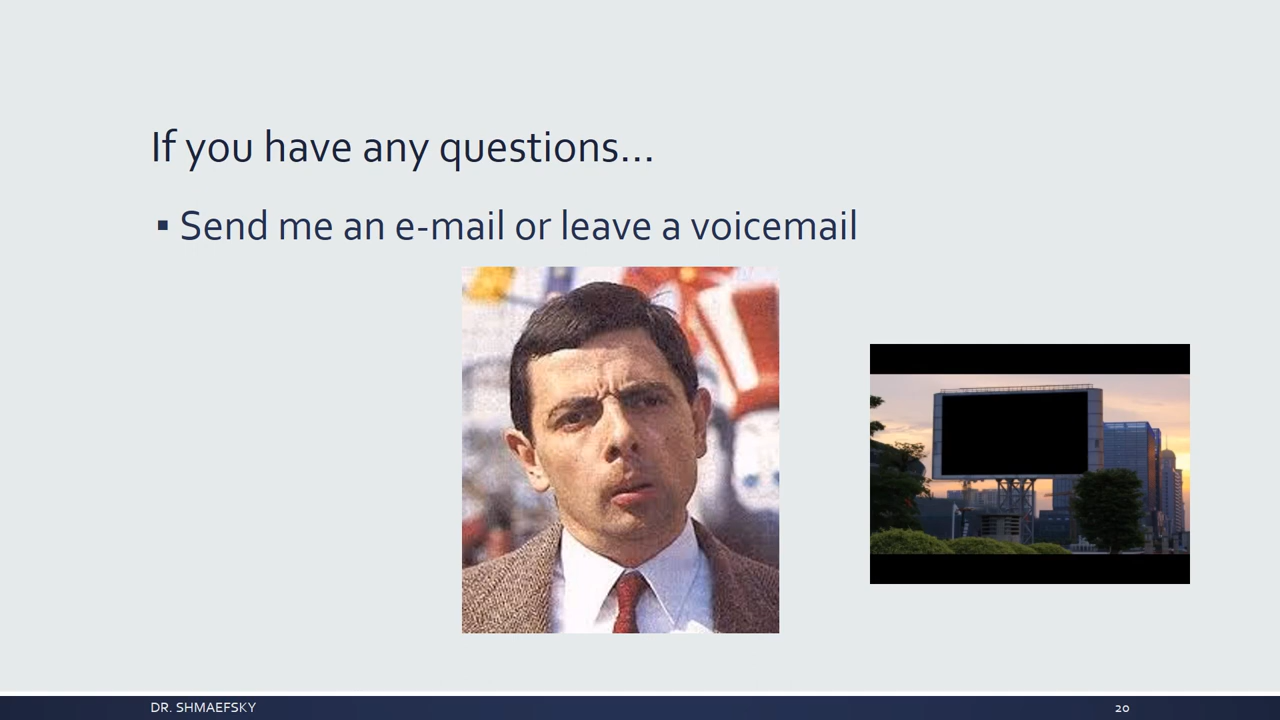 If you have any questions...
▪ Send me an e-mail or leave a voicemail
DR. SHMAEFSKY
20